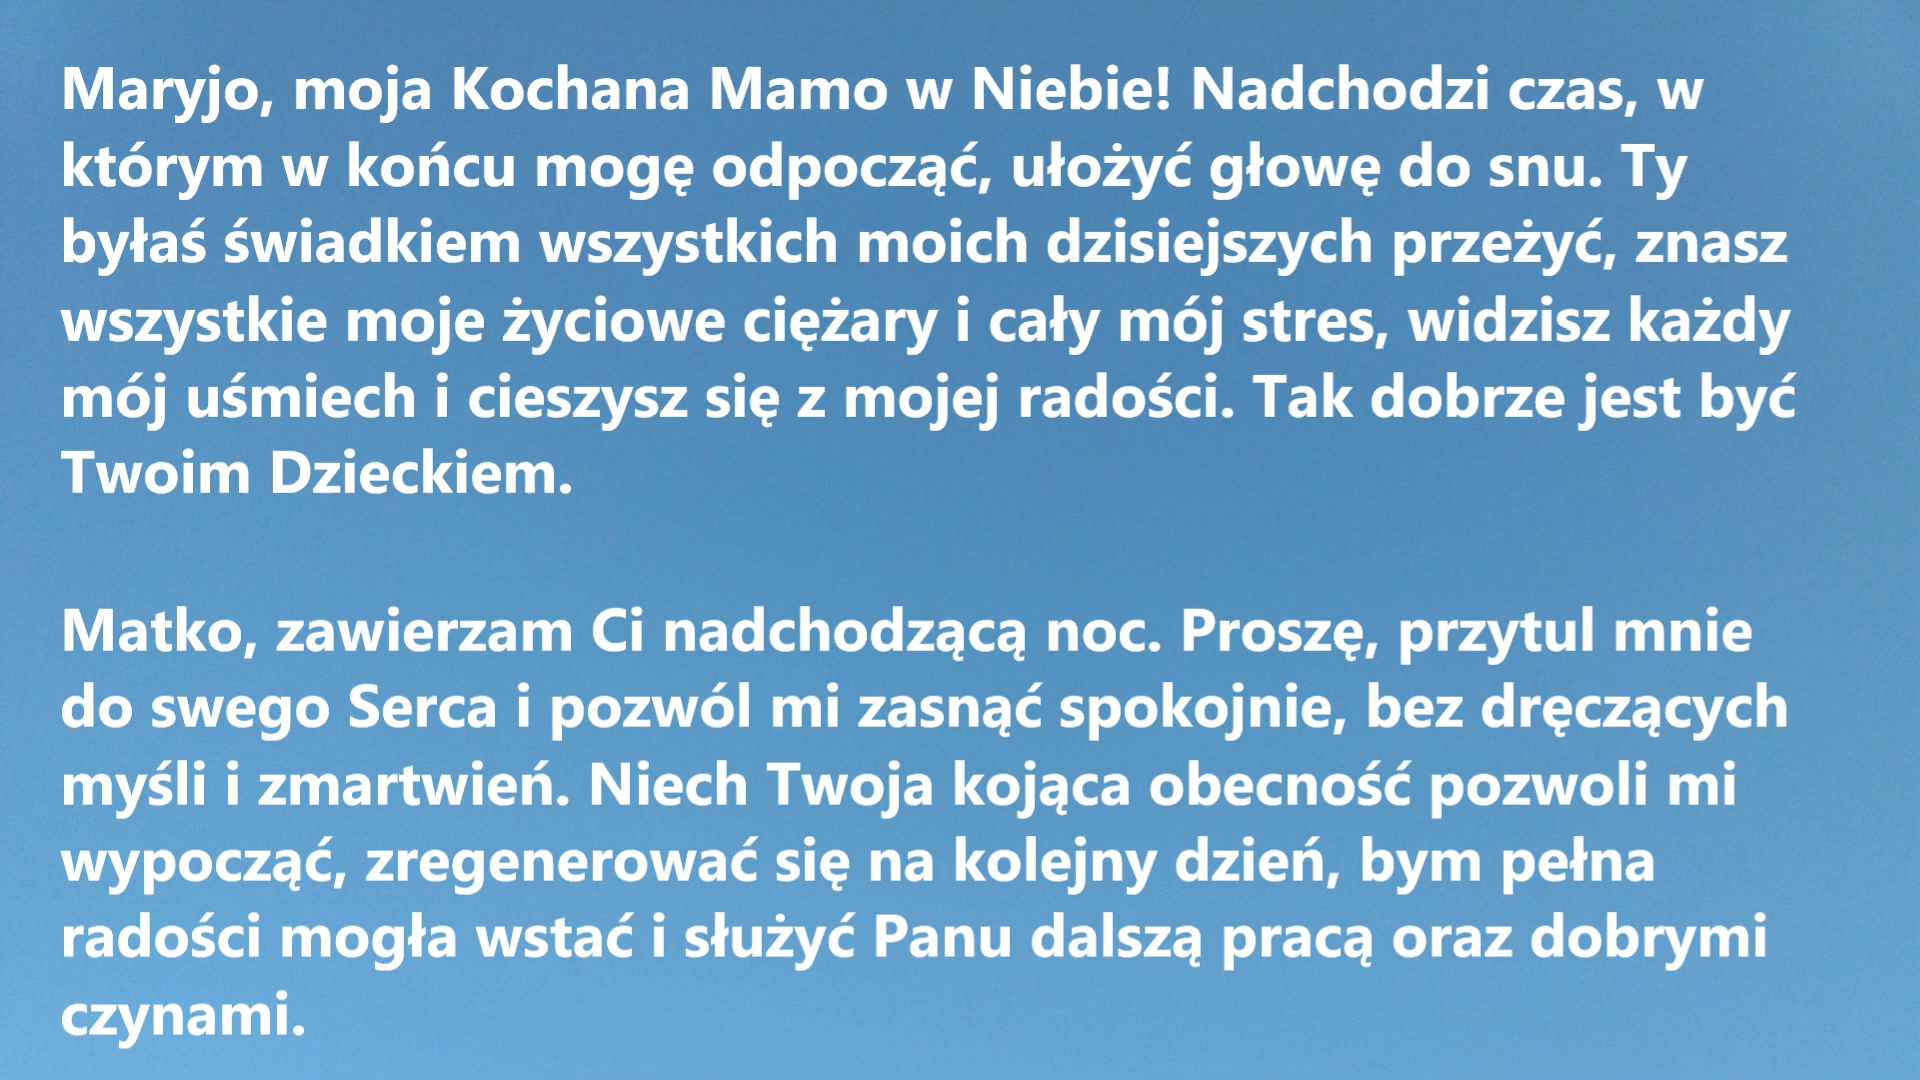 Maryjo, moja Kochana Mamo w Niebie! Nadchodzi czas, w
którym w końcu mogę odpocząć, ułożyć głowę do snu. Ty
byłaś świadkiem wszystkich moich dzisiejszych przeżyć, znasz
wszystkie moje życiowe ciężary i cały mój stres, widzisz każdy
mój uśmiech i cieszysz się z mojej radości. Tak dobrze jest być
Twoim Dzieckiem.
Matko, zawierzam Ci nadchodzącą noc. Proszę, przytul mnie
do swego Serca i pozwól mi zasnąć spokojnie, bez dręczących
myśli i zmartwień. Niech Twoja kojąca obecność pozwoli mi
wypocząć, zregenerować się na kolejny dzień, bym pełna
radości mogła wstać i służyć Panu dalszą pracą oraz dobrymi
czynami.